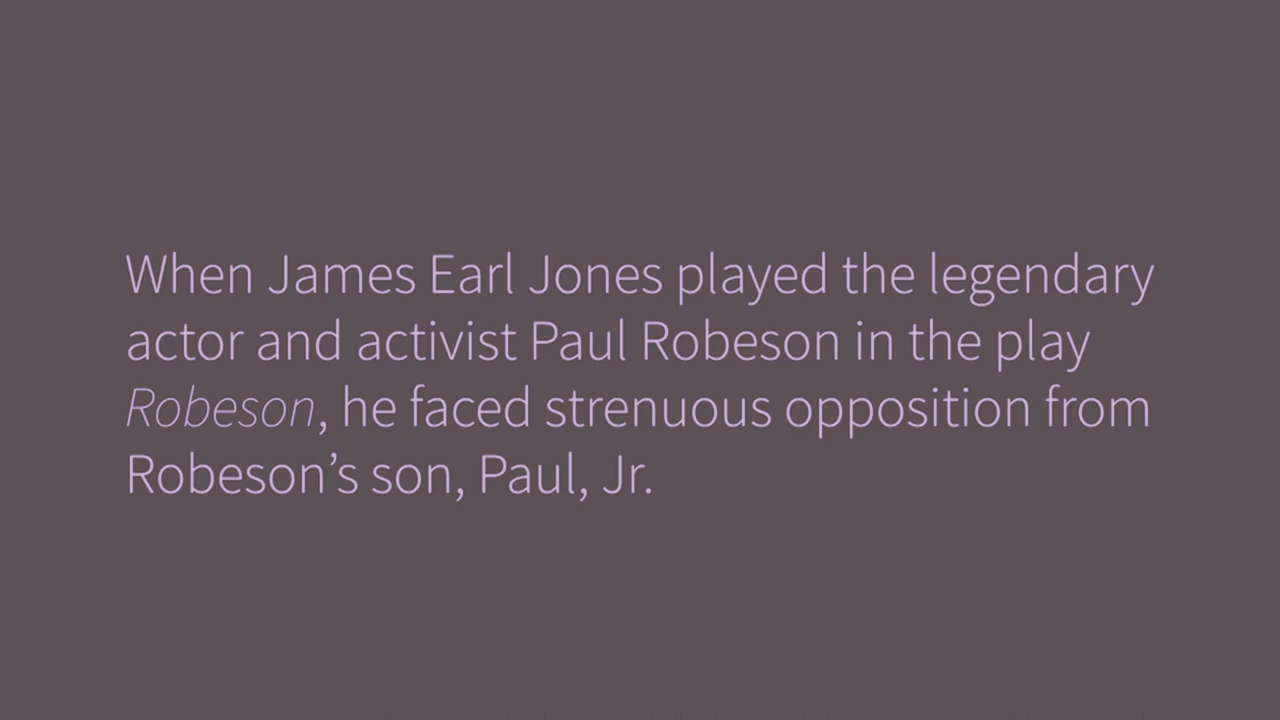 When James Earl Jones played the legendary
actor and activist Paul Robeson in the play
Robeson, he faced strenuous opposition from
Robeson’s son, Paul, Jr.